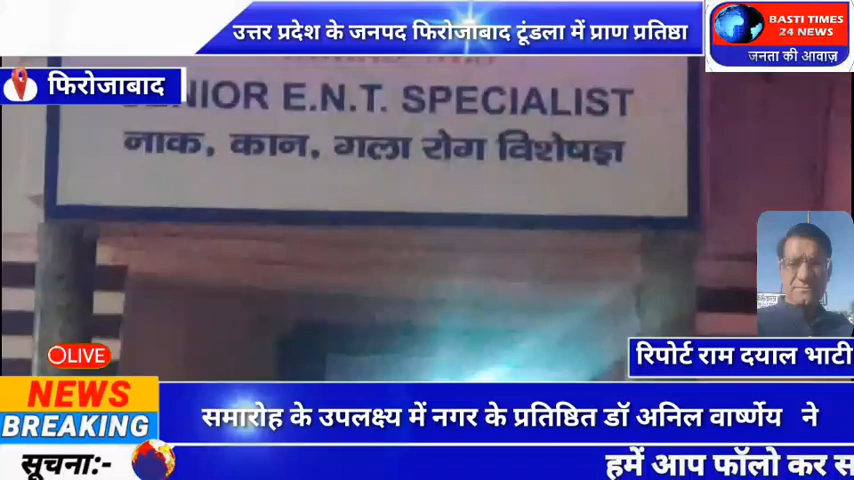 उत्तर प्रदेश के जनपद फिरोजाबाद टूंडला में प्राण प्रतिष्ठा
BASTI TIMES
24 NEWS
जनता की आवाज़
फिरोजाबाद
SENIOR E.N.T. SPECIALIST
नाक, कान, गला रोग विशेषज्ञ
LIVE
रिपोर्ट राम दयाल भाटी
NEWS
BREAKING
समारोह के उपलक्ष्य में नगर के प्रतिष्ठित डॉ अनिल वार्ष्णेय ने
सूचना:-
हमें आप फॉलो कर स